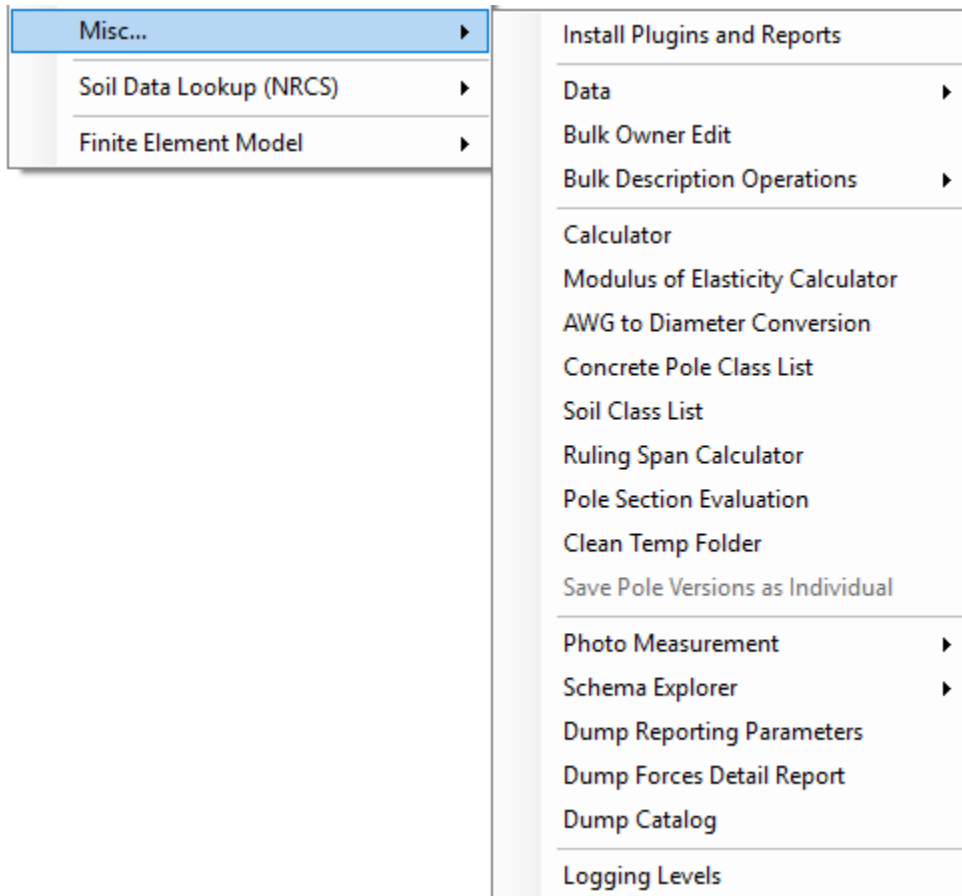 Misc...
Soil Data Lookup (NRCS)
Finite Element Model
Install Plugins and Reports
Data
Bulk Owner Edit
Bulk Description Operations
Calculator
Modulus of Elasticity Calculator
AWG to Diameter Conversion
Concrete Pole Class List
Soil Class List
Ruling Span Calculator
Pole Section Evaluation
Clean Temp Folder
Save Pole Versions as Individual
Photo Measurement
Schema Explorer
Dump Reporting Parameters
Dump Forces Detail Report
Dump Catalog
Logging Levels